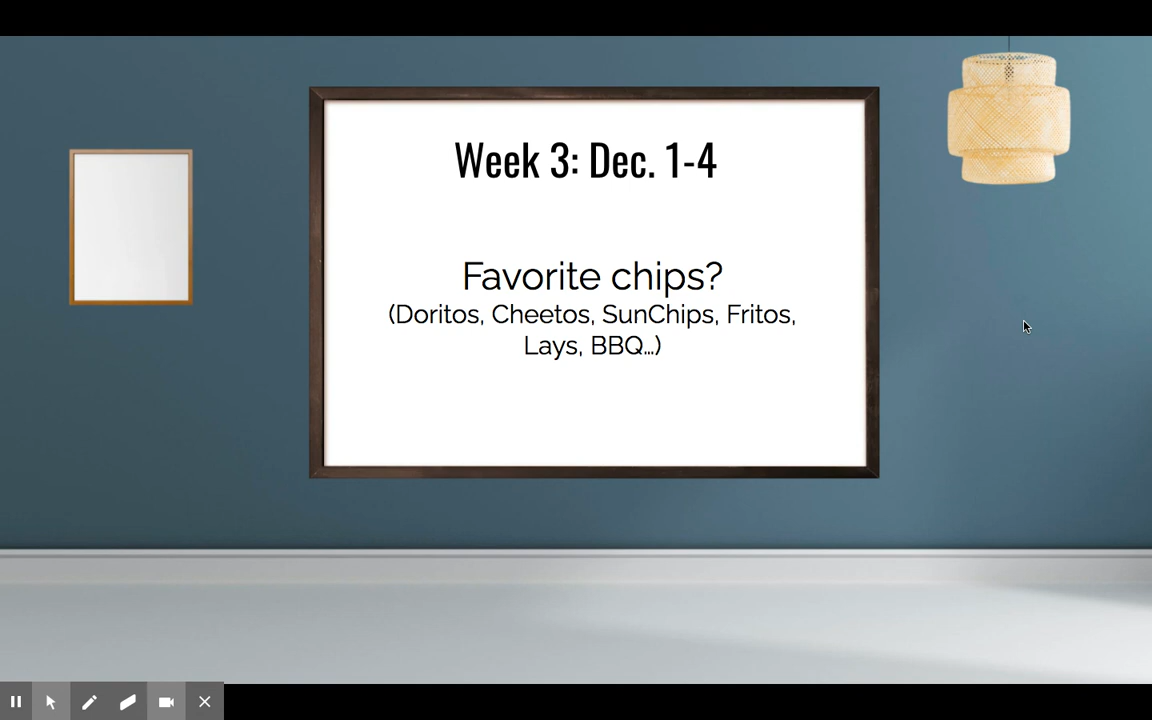 Week 3: Dec. 1-4
Favorite chips?
(Doritos, Cheetos, SunChips, Fritos,
Lays, BBQ...)